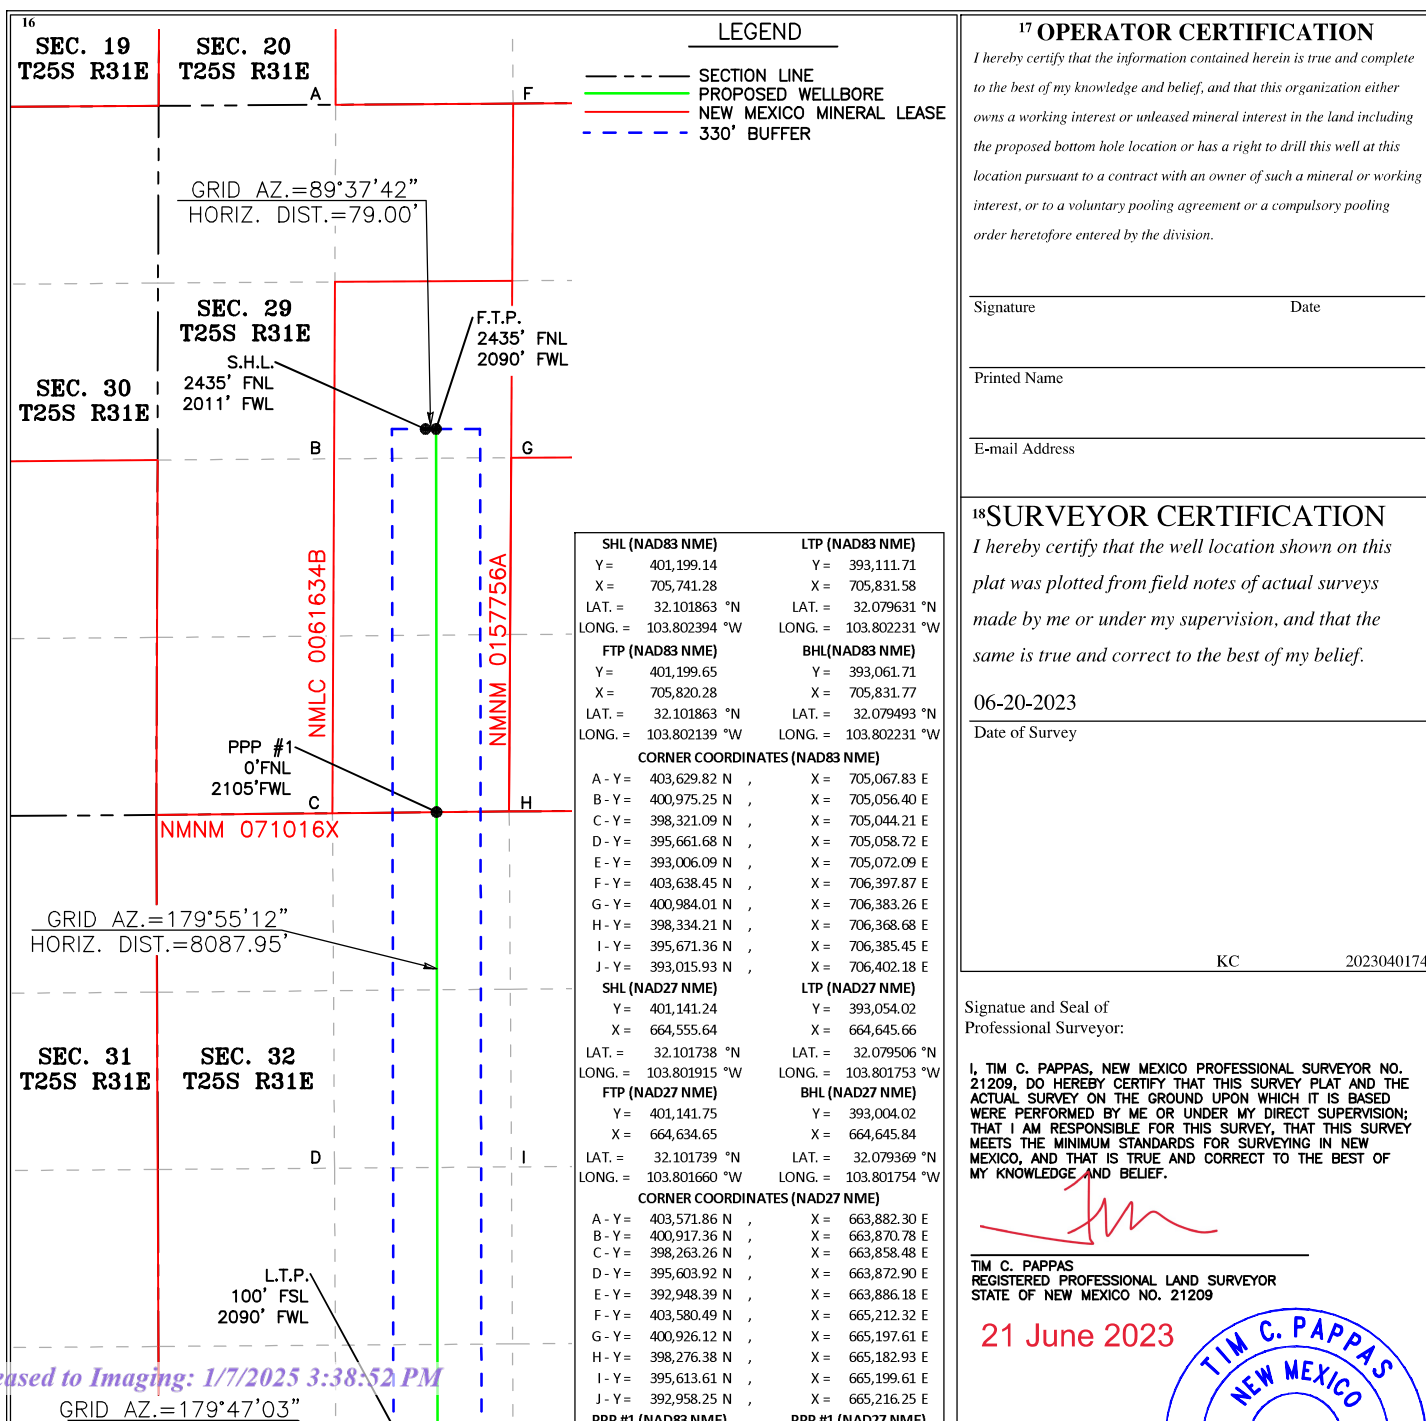 16
SEC. 19
T25S R31E
SEC. 20
T25S R31E
A
F
LEGEND
SECTION LINE
PROPOSED WELLBORE
NEW MEXICO MINERAL LEASE
330' BUFFER
GRID AZ.=89°37'42"
HORIZ. DIST.=79.00'
SEC. 29
T25S R31E
S.H.L.
2435' FNL
2011' FWL
F.T.P.
2435' FNL
2090' FWL
SEC. 30
T25S R31E
B
G
NMLC 0061634B
NMNM 0157756A
PPP #1
0'FNL
2105'FWL
C
H
NMNM 071016X
GRID AZ.=179°55'12"
HORIZ. DIST.=8087.95'
SEC. 31
T25S R31E
SEC. 32
T25S R31E
D
I
L.T.P.
100' FSL
2090' FWL
eased to Imaging: 1/7/2025 3:38:52 PM
GRID AZ.=179°47'03"
SHL (NAD83 NME) LTP (NAD83 NME)
Y = 401,199.14 Y = 393,111.71
X = 705,741.28 X = 705,831.58
LAT. = 32.101863 °N LAT. = 32.079631 °N
LONG. = 103.802394 °W LONG. = 103.802231 °W
FTP (NAD83 NME) BHL(NAD83 NME)
Y = 401,199.65 Y = 393,061.71
X = 705,820.28 X = 705,831.77
LAT. = 32.101863 °N LAT. = 32.079493 °N
LONG. = 103.802139 °W LONG. = 103.802231 °W
CORNER COORDINATES (NAD83 NME)
A - Y = 403,629.82 N , X = 705,067.83 E
B - Y = 400,975.25 N , X = 705,056.40 E
C - Y = 398,321.09 N , X = 705,044.21 E
D - Y = 395,661.68 N , X = 705,058.72 E
E - Y = 393,006.09 N , X = 705,072.09 E
F - Y = 403,638.45 N , X = 706,397.87 E
G - Y = 400,984.01 N , X = 706,383.26 E
H - Y = 398,334.21 N , X = 706,368.68 E
I - Y = 395,671.36 N , X = 706,385.45 E
J - Y = 393,015.93 N , X = 706,402.18 E
SHL (NAD27 NME) LTP (NAD27 NME)
Y = 401,141.24 Y = 393,054.02
X = 664,555.64 X = 664,645.66
LAT. = 32.101738 °N LAT. = 32.079506 °N
LONG. = 103.801915 °W LONG. = 103.801753 °W
FTP (NAD27 NME) BHL (NAD27 NME)
Y = 401,141.75 Y = 393,004.02
X = 664,634.65 X = 664,645.84
LAT. = 32.101739 °N LAT. = 32.079369 °N
LONG. = 103.801660 °W LONG. = 103.801754 °W
CORNER COORDINATES (NAD27 NME)
A - Y = 403,571.86 N , X = 663,882.30 E
B - Y = 400,917.36 N , X = 663,870.78 E
C - Y = 398,263.26 N , X = 663,858.48 E
D - Y = 395,603.92 N , X = 663,872.90 E
E - Y = 392,948.39 N , X = 663,886.18 E
F - Y = 403,580.49 N , X = 665,212.32 E
G - Y = 400,926.12 N , X = 665,197.61 E
H - Y = 398,276.38 N , X = 665,182.93 E
I - Y = 395,613.61 N , X = 665,199.61 E
J - Y = 392,958.25 N , X = 665,216.25 E
PPP #1 (NAD83 NME) PPP #1 (NAD27 NME)
17 OPERATOR CERTIFICATION
I hereby certify that the information contained herein is true and complete
to the best of my knowledge and belief, and that this organization either
owns a working interest or unleased mineral interest in the land including
the proposed bottom hole location or has a right to drill this well at this
location pursuant to a contract with an owner of such a mineral or working
interest, or to a voluntary pooling agreement or a compulsory pooling
order heretofore entered by the division.
Signature Date
Printed Name
E-mail Address
18 SURVEYOR CERTIFICATION
I hereby certify that the well location shown on this
plat was plotted from field notes of actual surveys
made by me or under my supervision, and that the
same is true and correct to the best of my belief.
06-20-2023
Date of Survey
KC 2023040174
Signatue and Seal of
Professional Surveyor:
I, TIM C. PAPPAS, NEW MEXICO PROFESSIONAL SURVEYOR NO.
21209, DO HEREBY CERTIFY THAT THIS SURVEY PLAT AND THE
ACTUAL SURVEY ON THE GROUND UPON WHICH IT IS BASED
WERE PERFORMED BY ME OR UNDER MY DIRECT SUPERVISION;
THAT I AM RESPONSIBLE FOR THIS SURVEY, THAT THIS SURVEY
MEETS THE MINIMUM STANDARDS FOR SURVEYING IN NEW
MEXICO, AND THAT IS TRUE AND CORRECT TO THE BEST OF
MY KNOWLEDGE AND BELIEF.
TIM C. PAPPAS
REGISTERED PROFESSIONAL LAND SURVEYOR
STATE OF NEW MEXICO NO. 21209
21 June 2023
TIM C. PAPPAS
NEW MEXICO